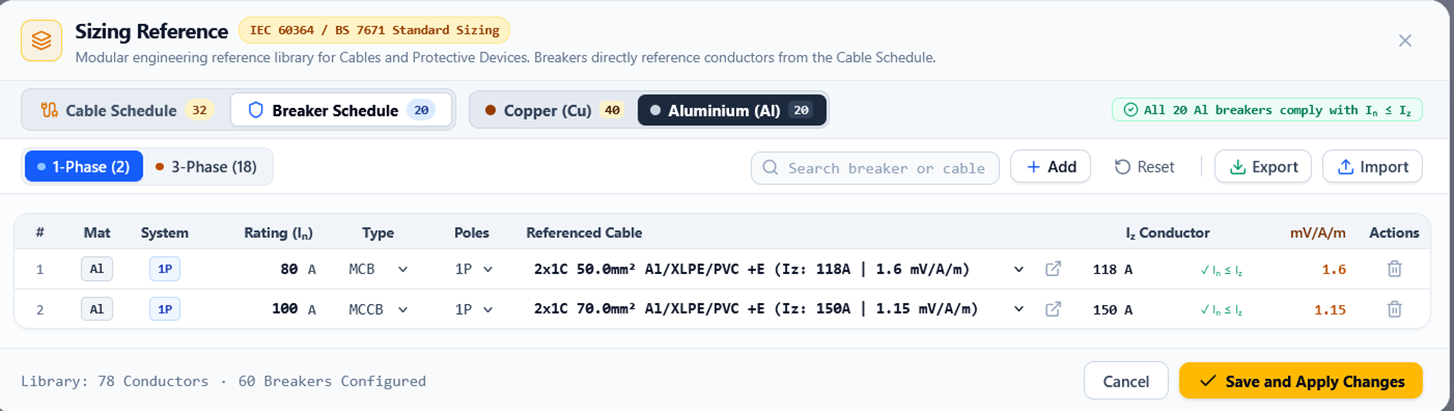 Sizing Reference IEC 60364 / BS 7671 Standard Sizing
Modular engineering reference library for Cables and Protective Devices. Breakers directly reference conductors from the Cable Schedule.
Cable Schedule 32 Breaker Schedule 20 Copper (Cu) 40 Aluminium (Al) 20 All 20 Al breakers comply with Iₙ ≤ I_z
1-Phase (2) 3-Phase (18) Search breaker or cable + Add Reset Export Import
# Mat System Rating (Iₙ) Type Poles Referenced Cable I_z Conductor mV/A/m Actions
1 Al 1P 80 A MCB 1P 2x1C 50.0mm² Al/XLPE/PVC +E (Iz: 118A | 1.6 mV/A/m) 118 A ✓ Iₙ ≤ I_z 1.6
2 Al 1P 100 A MCCB 1P 2x1C 70.0mm² Al/XLPE/PVC +E (Iz: 150A | 1.15 mV/A/m) 150 A ✓ Iₙ ≤ I_z 1.15
Library: 78 Conductors · 60 Breakers Configured Cancel ✓ Save and Apply Changes